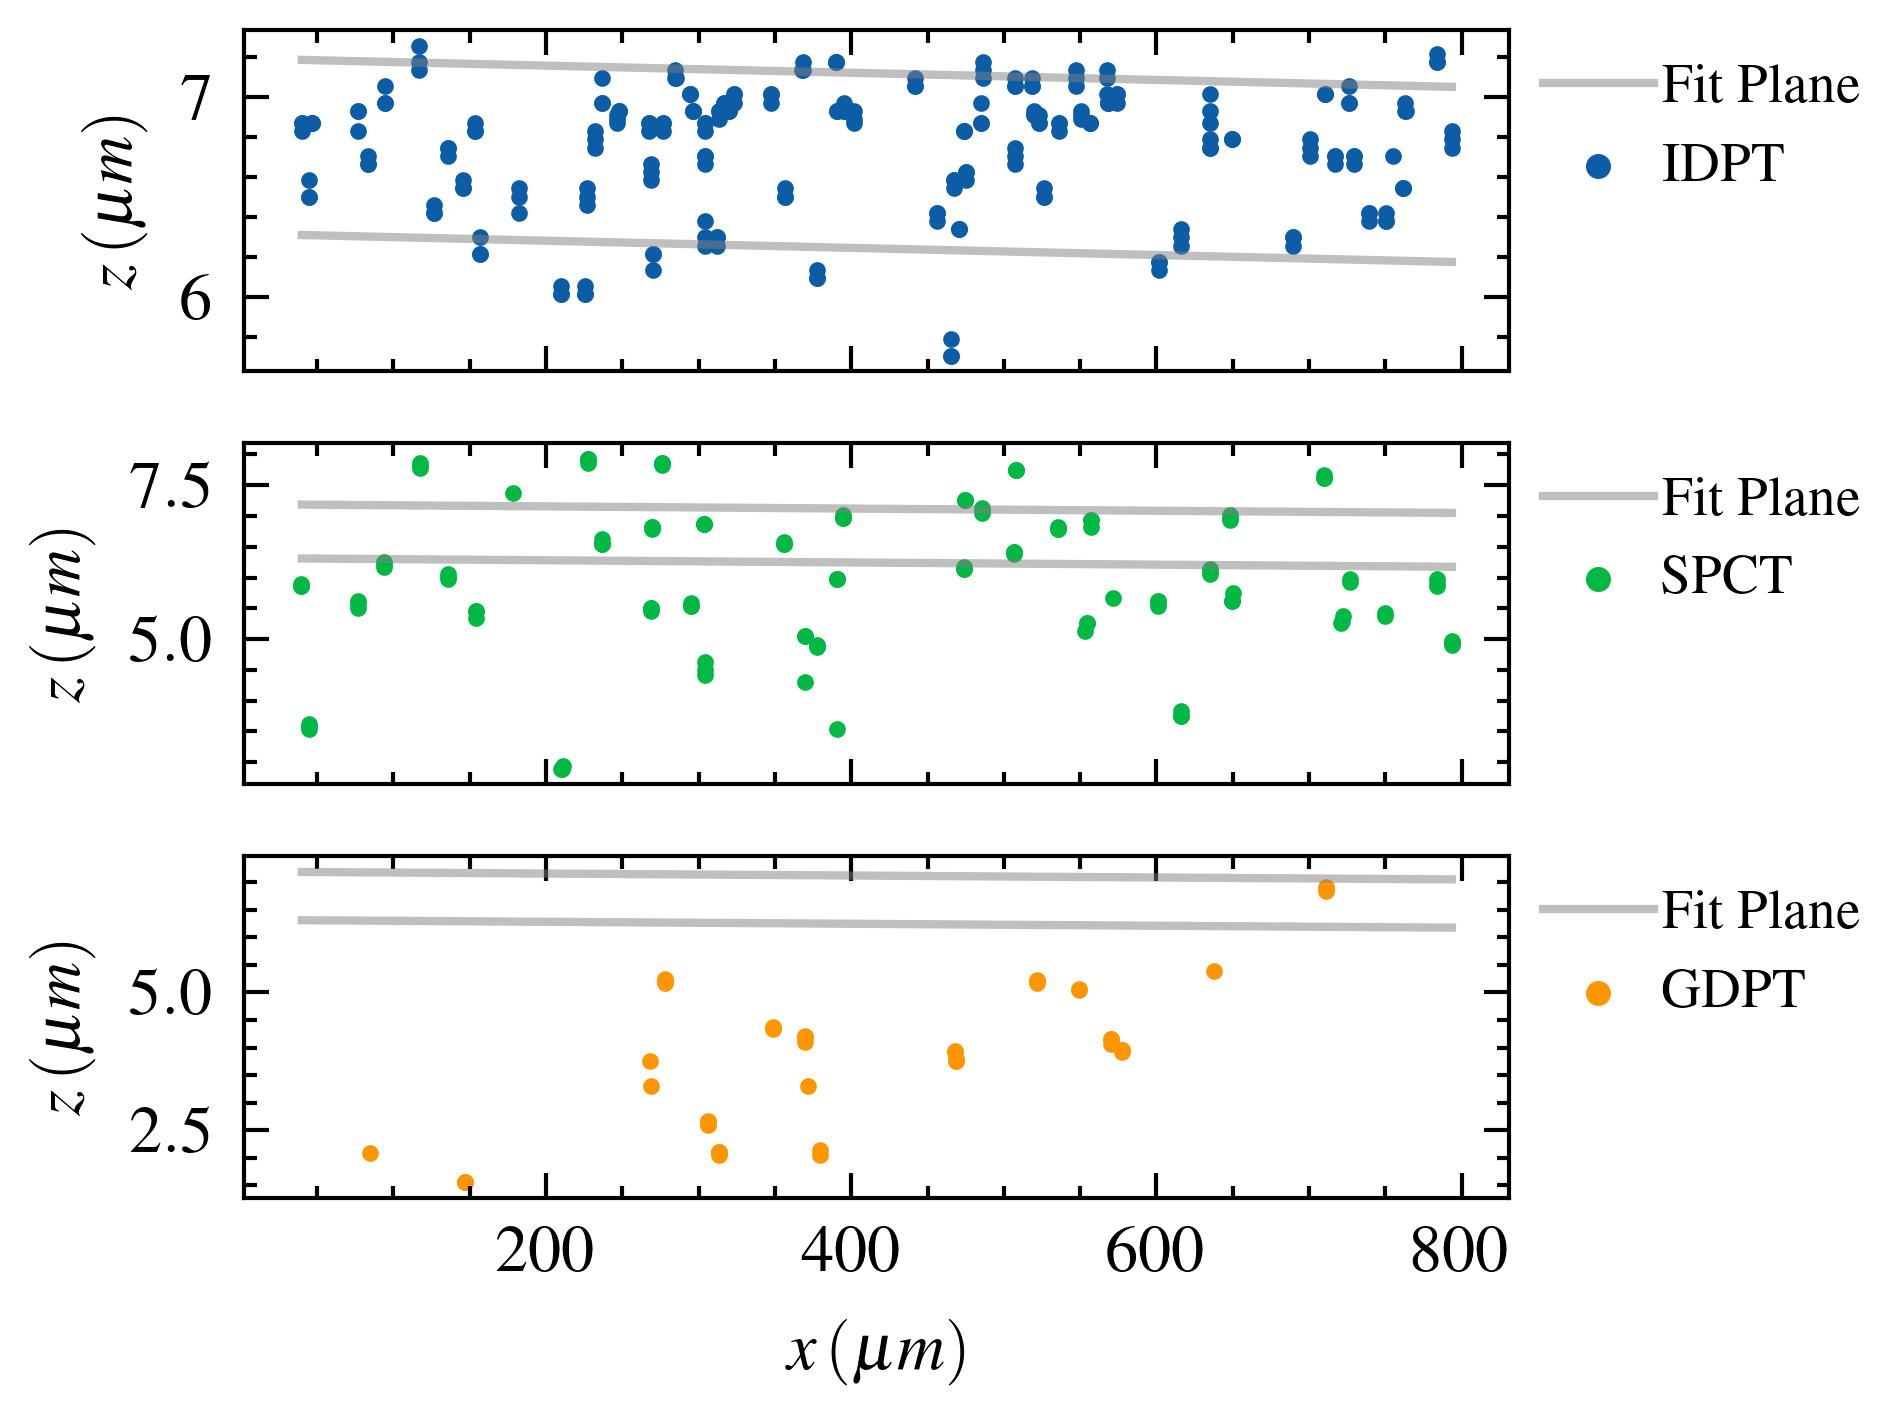 7
6
z (μm)
Fit Plane
IDPT
7.5
5.0
z (μm)
Fit Plane
SPCT
5.0
2.5
z (μm)
Fit Plane
GDPT
200 400 600 800
x (μm)